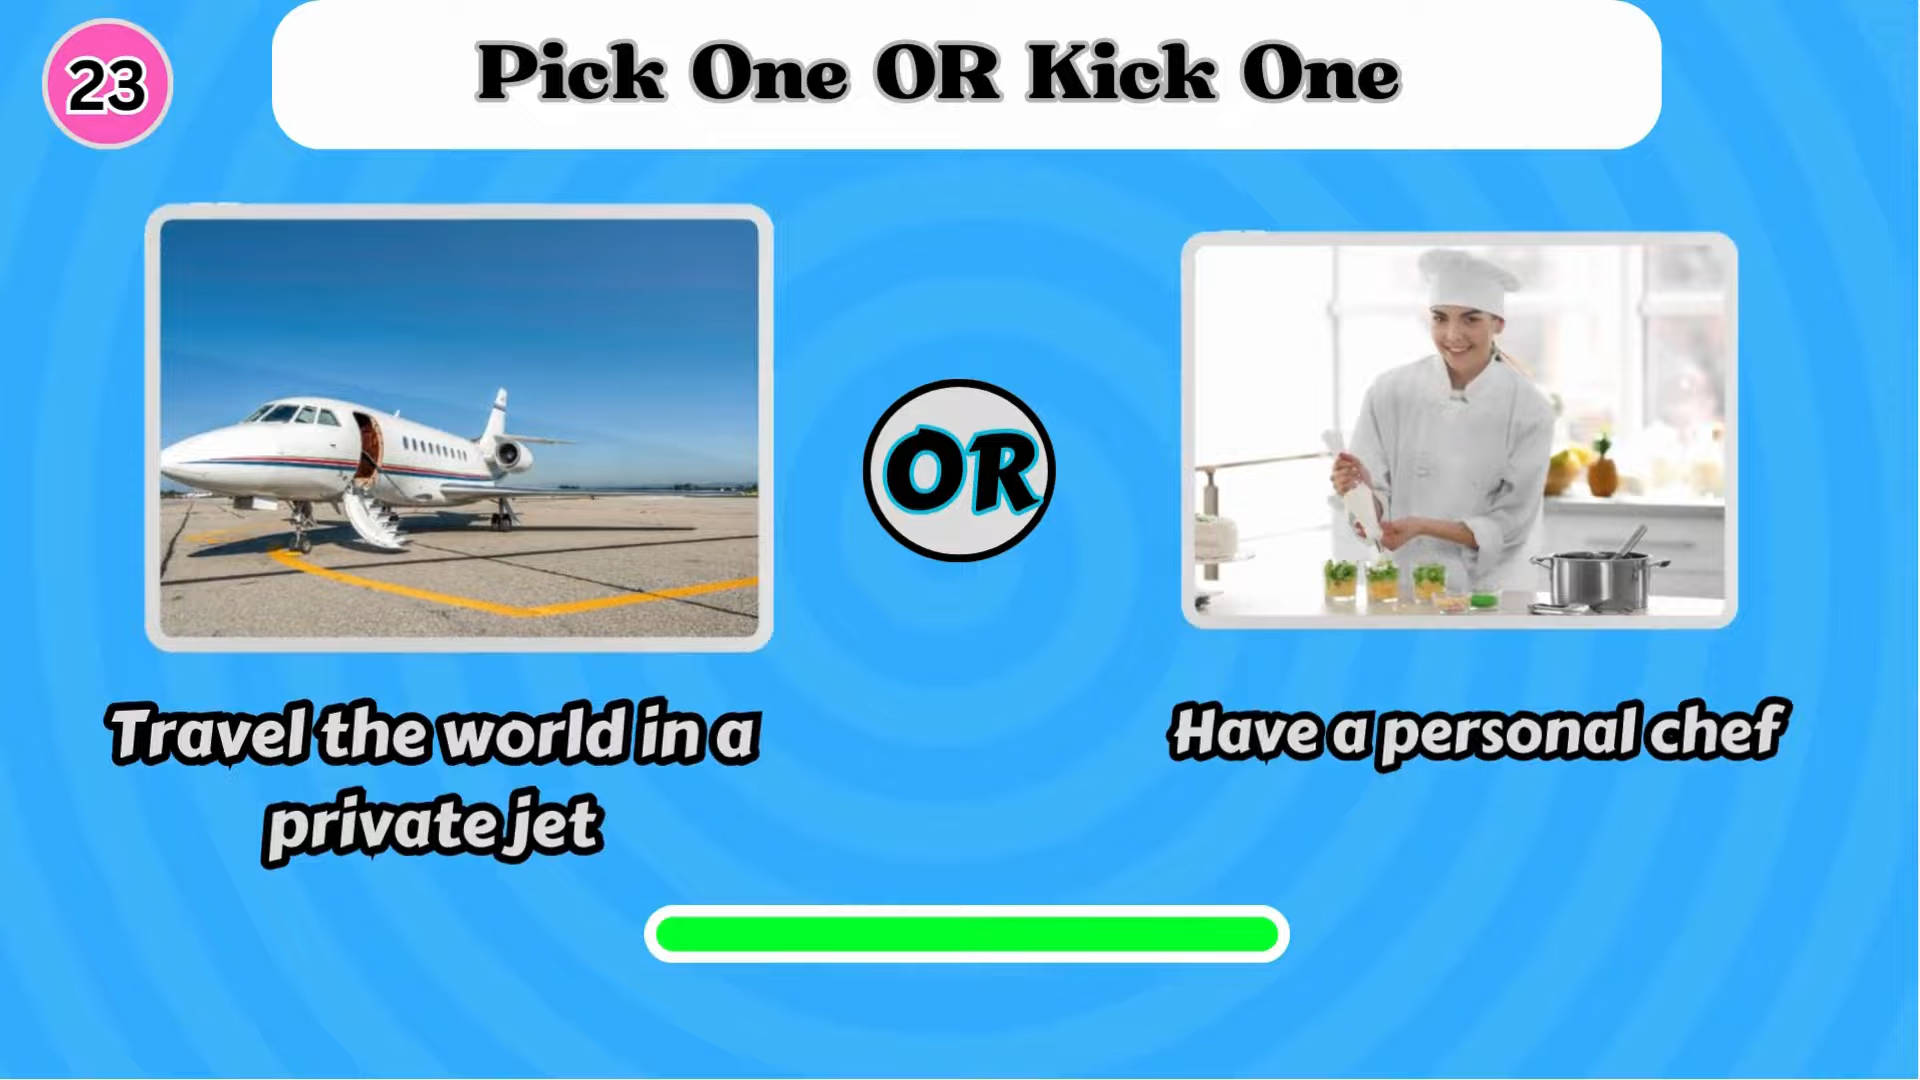 23
Pick One OR Kick One
OR
Travel the world in a
private jet
Have a personal chef